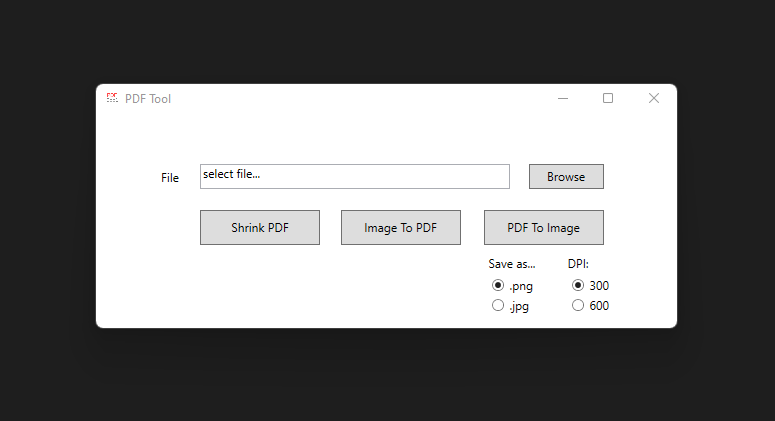 PDF Tool
File select file... Browse
Shrink PDF Image To PDF PDF To Image
Save as... DPI:
.png 300
.jpg 600